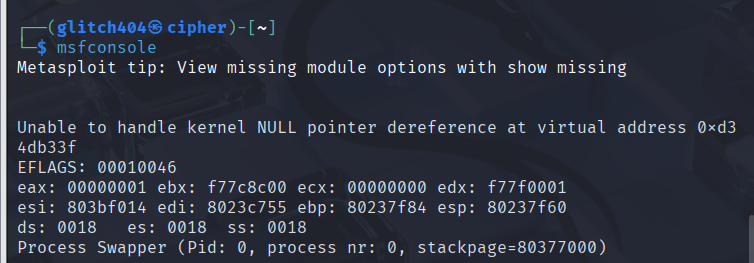 ┌──(glitch404㉿cipher)-[~]
└─$ msfconsole
Metasploit tip: View missing module options with show missing
Unable to handle kernel NULL pointer dereference at virtual address 0×d3
4db33f
EFLAGS: 00010046
eax: 00000001 ebx: f77c8c00 ecx: 00000000 edx: f77f0001
esi: 803bf014 edi: 8023c755 ebp: 80237f84 esp: 80237f60
ds: 0018   es: 0018  ss: 0018
Process Swapper (Pid: 0, process nr: 0, stackpage=80377000)